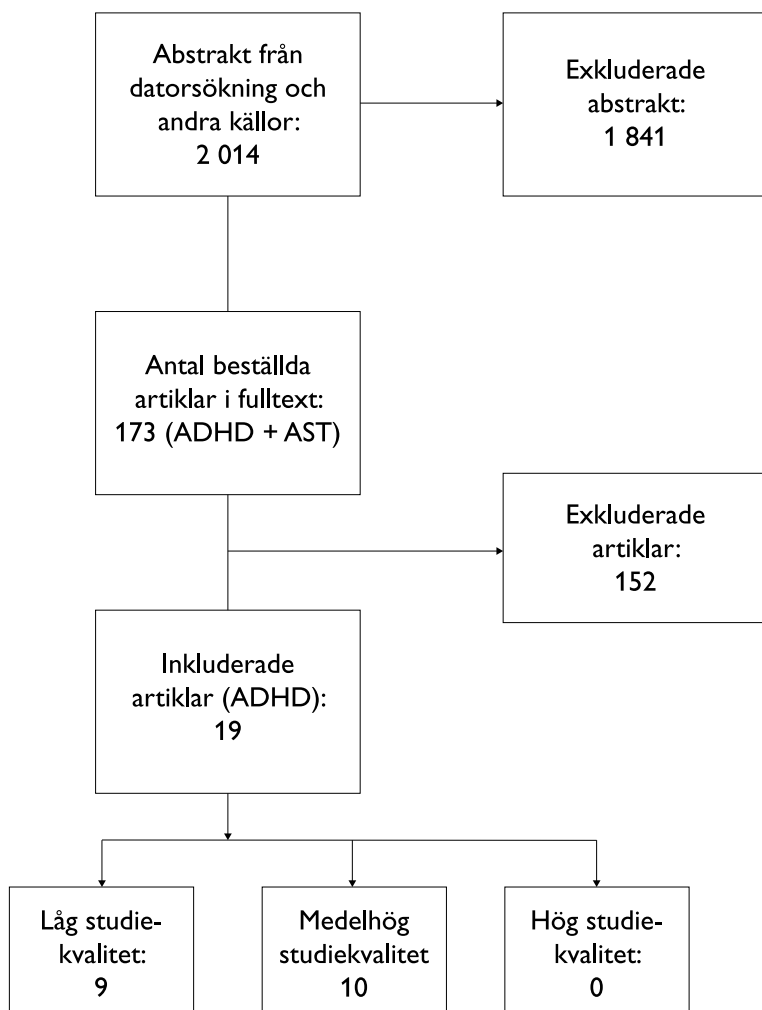 Abstrakt från
datorsökning och
andra källor:
2 014
Exkluderade
abstrakt:
1 841
Antal beställda
artiklar i fulltext:
173 (ADHD + AST)
Exkluderade
artiklar:
152
Inkluderade
artiklar (ADHD):
19
Låg studie-
kvalitet:
9
Medelhög
studiekvalitet
10
Hög studie-
kvalitet:
0